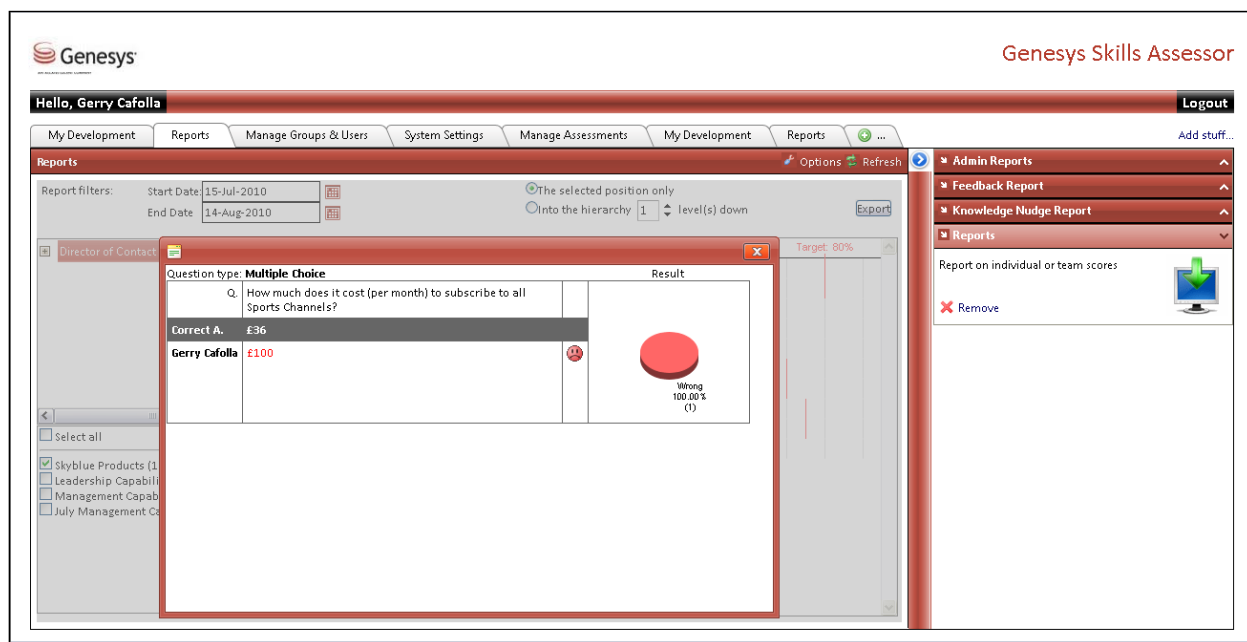 Genesys
Genesys Skills Assessor
Hello, Gerry Cafolla
Logout
My Development
Reports
Manage Groups & Users
System Settings
Manage Assessments
My Development
Reports
...
Add stuff...
Reports
Options
Refresh
Report filters:
Start Date:
15-Jul-2010
End Date
14-Aug-2010
The selected position only
Into the hierarchy 1 level(s) down
Export
Director of Contact
Target: 80%
Question type: Multiple Choice
Result
Q. How much does it cost (per month) to subscribe to all
Sports Channels?
Correct A. £36
Gerry Cafolla £100
Wrong
100.00%
(1)
Select all
Skyblue Products (1
Leadership Capabili
Management Capab
July Management Ca
Admin Reports
Feedback Report
Knowledge Nudge Report
Reports
Report on individual or team scores
Remove